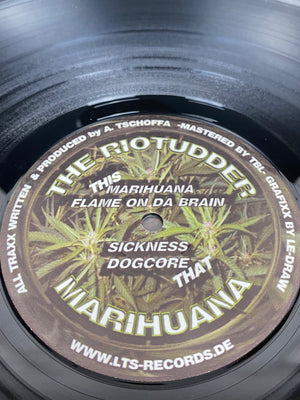 ALL TRAXX WRITTEN & PRODUCED by A. TSCHOFFA -MASTERED BY TBL- GRAFIXX BY LE-DRAW
THE RIOTUDDER
THIS
MARIHUANA
FLAME ON DA BRAIN
SICKNESS
DOGCORE
THAT
MARIHUANA
WWW.LTS-RECORDS.DE